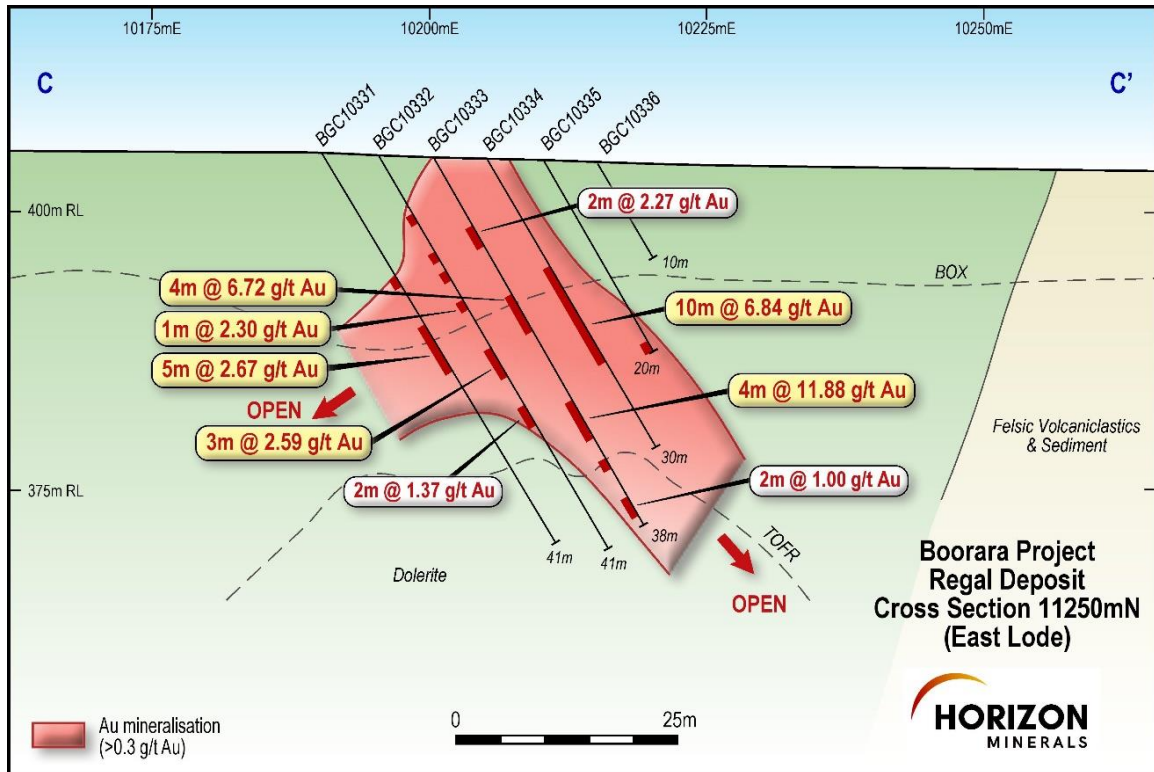 10175mE
10200mE
10225mE
10250mE
C
C'
BGC10331
BGC10332
BGC10333
BGC10334
BGC10335
BGC10336
400m RL
2m @ 2.27 g/t Au
10m
BOX
4m @ 6.72 g/t Au
1m @ 2.30 g/t Au
5m @ 2.67 g/t Au
10m @ 6.84 g/t Au
20m
OPEN
4m @ 11.88 g/t Au
3m @ 2.59 g/t Au
30m
Felsic Volcaniclastics
& Sediment
375m RL
2m @ 1.37 g/t Au
2m @ 1.00 g/t Au
38m
41m
41m
TOFR
Dolerite
OPEN
Boorara Project
Regal Deposit
Cross Section 11250mN
(East Lode)
Au mineralisation
(>0.3 g/t Au)
0
25m
HORIZON
MINERALS